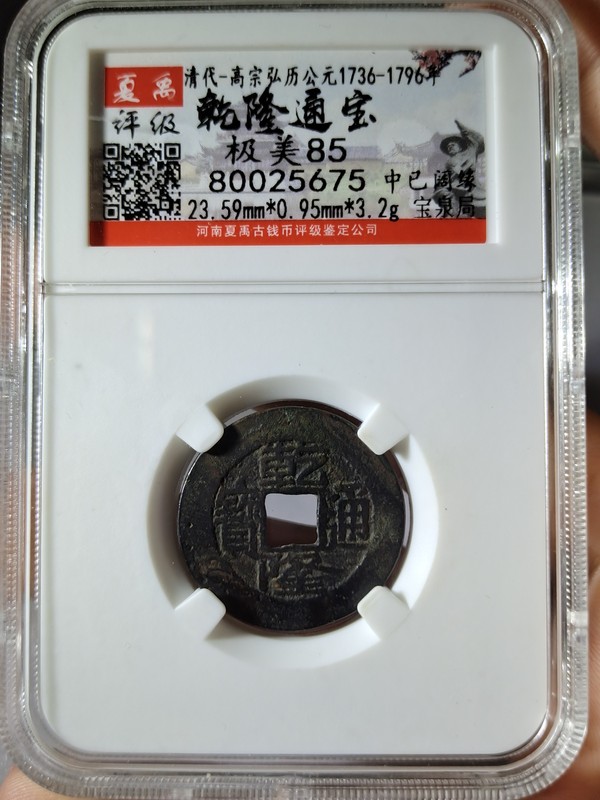 夏禹
评级
清代-高宗弘历公元1736-1796年
乾隆通宝
极美85
80025675 中已阔缘
23.59mm*0.95mm*3.2g 宝泉局
河南夏禹古钱币评级鉴定公司
乾
隆
通
寳